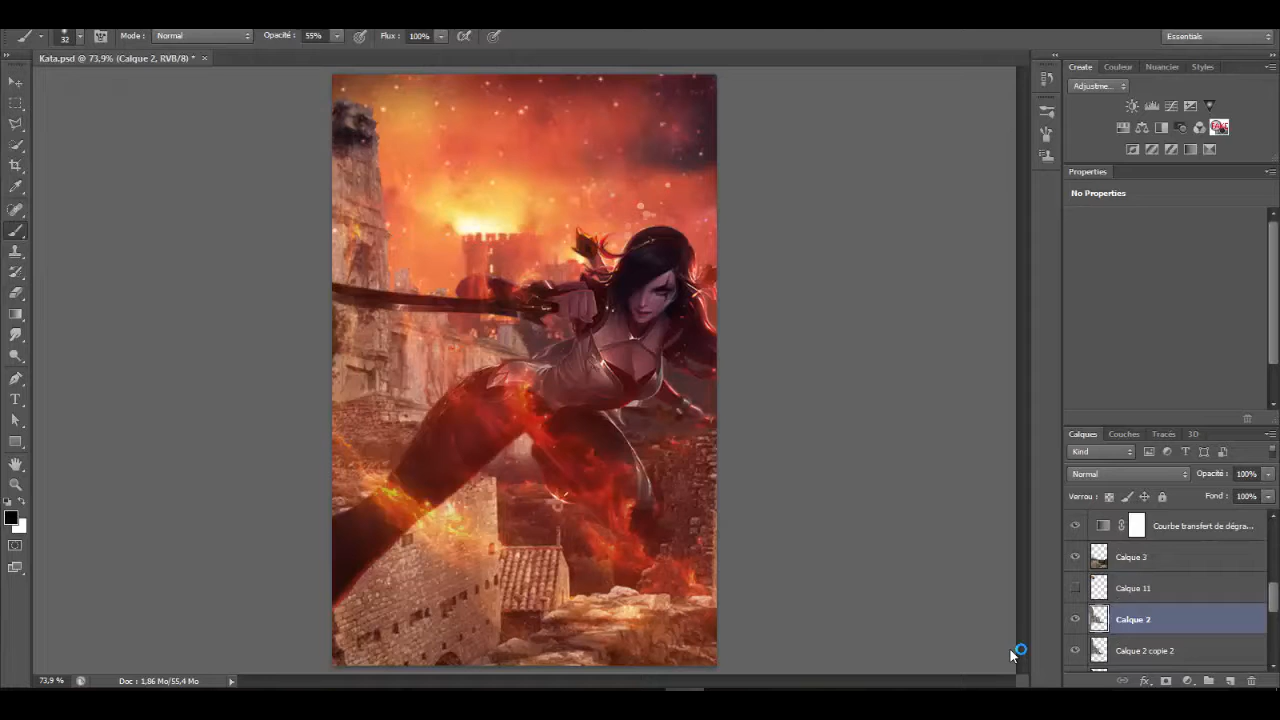 32 Mode : Normal Opacité : 55% Flux : 100% Essentials
Kata.psd @ 73,9% (Calque 2, RVB/8) * ×
Create Couleur Nuancier Styles
Adjustme...
Properties
No Properties
Calques Couches Tracés 3D
Kind
Normal Opacité : 100%
Verrou : Fond : 100%
Courbe transfert de dégra...
Calque 3
Calque 11
Calque 2
Calque 2 copie 2
73,9 % Doc : 1,86 Mo/55,4 Mo